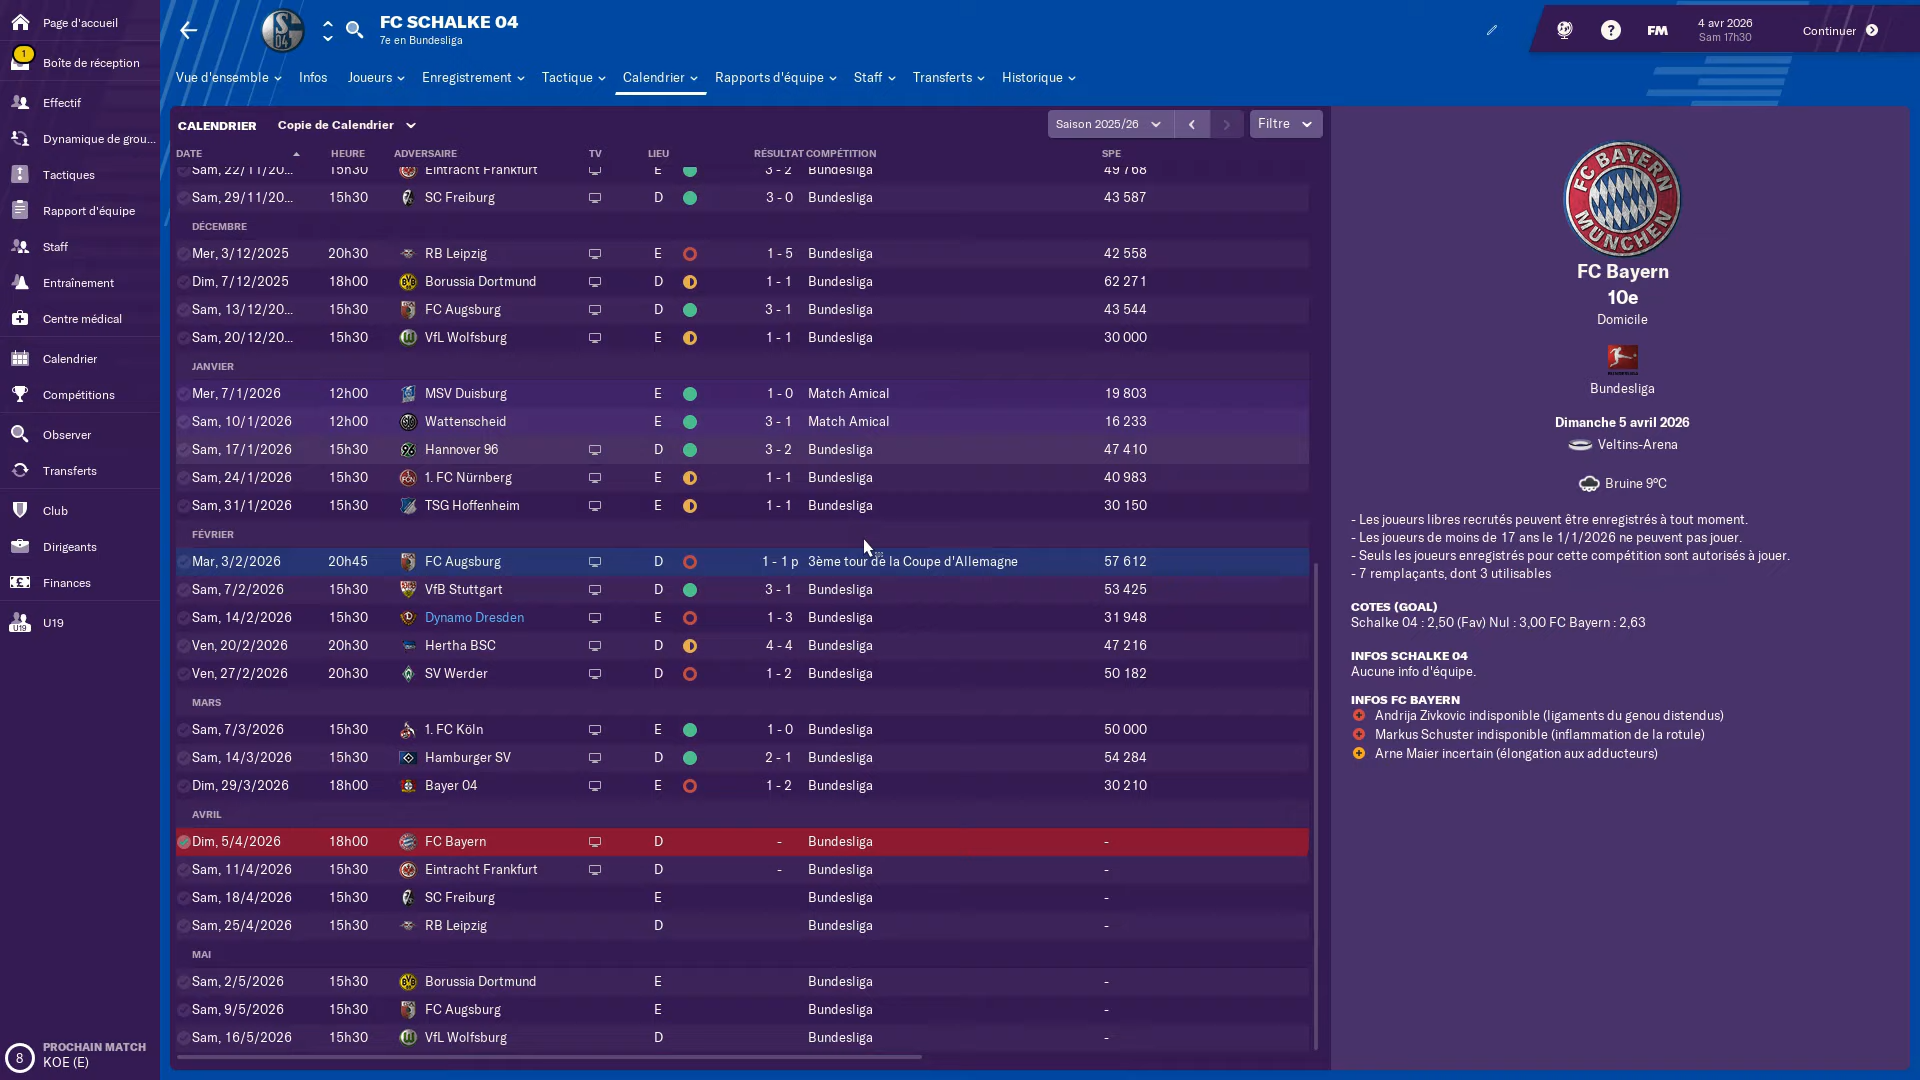 Page d'accueil
1
Boîte de réception
Effectif
Dynamique de grou...
Tactiques
Rapport d'équipe
Staff
Entraînement
Centre médical
Calendrier
Compétitions
Observer
Transferts
Club
Dirigeants
Finances
U19
U19
8
PROCHAIN MATCH
KOE (E)
FC SCHALKE 04
7e en Bundesliga
FM
4 avr 2026
Sam 17h30
Continuer
Vue d'ensemble Infos Joueurs Enregistrement Tactique Calendrier Rapports d'équipe Staff Transferts Historique
CALENDRIER Copie de Calendrier Saison 2025/26 Filtre
DATE HEURE ADVERSAIRE TV LIEU RÉSULTAT COMPÉTITION SPE
Sam, 22/11/20... 15h30 Eintracht Frankfurt E 3 - 2 Bundesliga 49 768
Sam, 29/11/20... 15h30 SC Freiburg D 3 - 0 Bundesliga 43 587
DÉCEMBRE
Mer, 3/12/2025 20h30 RB Leipzig E 1 - 5 Bundesliga 42 558
Dim, 7/12/2025 18h00 Borussia Dortmund D 1 - 1 Bundesliga 62 271
Sam, 13/12/20... 15h30 FC Augsburg D 3 - 1 Bundesliga 43 544
Sam, 20/12/20... 15h30 VfL Wolfsburg E 1 - 1 Bundesliga 30 000
JANVIER
Mer, 7/1/2026 12h00 MSV Duisburg E 1 - 0 Match Amical 19 803
Sam, 10/1/2026 12h00 Wattenscheid E 3 - 1 Match Amical 16 233
Sam, 17/1/2026 15h30 Hannover 96 D 3 - 2 Bundesliga 47 410
Sam, 24/1/2026 15h30 1. FC Nürnberg E 1 - 1 Bundesliga 40 983
Sam, 31/1/2026 15h30 TSG Hoffenheim E 1 - 1 Bundesliga 30 150
FÉVRIER
Mar, 3/2/2026 20h45 FC Augsburg D 1 - 1 p 3ème tour de la Coupe d'Allemagne 57 612
Sam, 7/2/2026 15h30 VfB Stuttgart D 3 - 1 Bundesliga 53 425
Sam, 14/2/2026 15h30 Dynamo Dresden E 1 - 3 Bundesliga 31 948
Ven, 20/2/2026 20h30 Hertha BSC D 4 - 4 Bundesliga 47 216
Ven, 27/2/2026 20h30 SV Werder D 1 - 2 Bundesliga 50 182
MARS
Sam, 7/3/2026 15h30 1. FC Köln E 1 - 0 Bundesliga 50 000
Sam, 14/3/2026 15h30 Hamburger SV D 2 - 1 Bundesliga 54 284
Dim, 29/3/2026 18h00 Bayer 04 E 1 - 2 Bundesliga 30 210
AVRIL
Dim, 5/4/2026 18h00 FC Bayern D - Bundesliga -
Sam, 11/4/2026 15h30 Eintracht Frankfurt D - Bundesliga -
Sam, 18/4/2026 15h30 SC Freiburg E Bundesliga -
Sam, 25/4/2026 15h30 RB Leipzig D Bundesliga -
MAI
Sam, 2/5/2026 15h30 Borussia Dortmund E Bundesliga -
Sam, 9/5/2026 15h30 FC Augsburg E Bundesliga -
Sam, 16/5/2026 15h30 VfL Wolfsburg D Bundesliga -
FC BAYERN
MÜNCHEN
FC Bayern
10e
Domicile
Bundesliga
Dimanche 5 avril 2026
Veltins-Arena
Bruine 9ºC
- Les joueurs libres recrutés peuvent être enregistrés à tout moment.
- Les joueurs de moins de 17 ans le 1/1/2026 ne peuvent pas jouer.
- Seuls les joueurs enregistrés pour cette compétition sont autorisés à jouer.
- 7 remplaçants, dont 3 utilisables
COTES (GOAL)
Schalke 04 : 2,50 (Fav) Nul : 3,00 FC Bayern : 2,63
INFOS SCHALKE 04
Aucune info d'équipe.
INFOS FC BAYERN
Andrija Zivkovic indisponible (ligaments du genou distendus)
Markus Schuster indisponible (inflammation de la rotule)
Arne Maier incertain (élongation aux adducteurs)